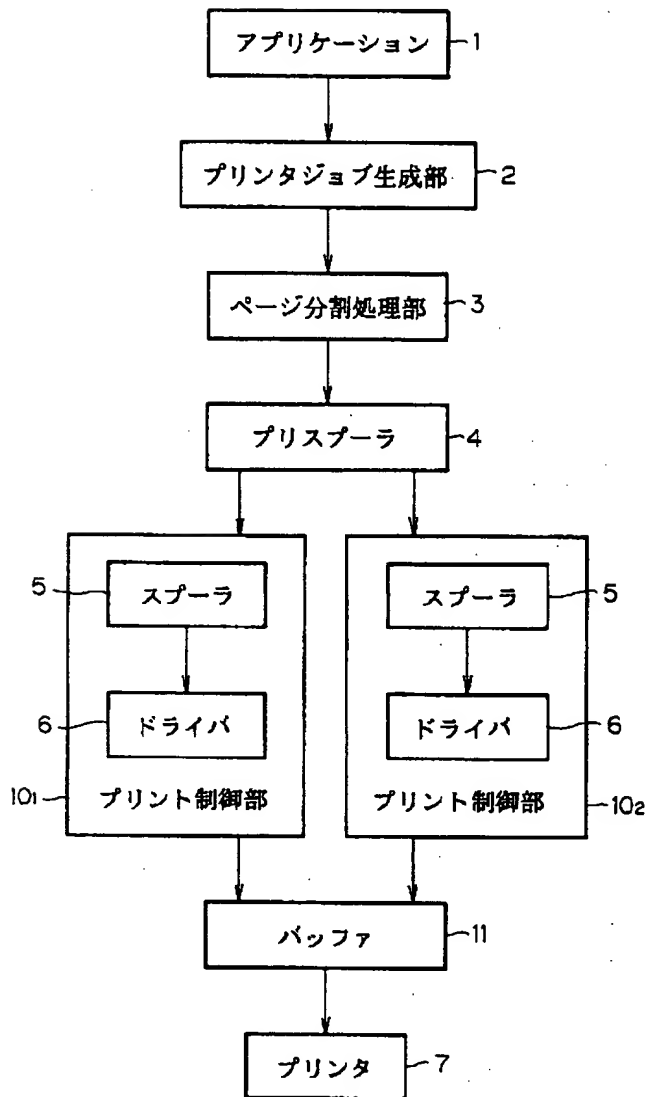 アプリケーション 1
プリンタジョブ生成部 2
ページ分割処理部 3
プリスプーラ 4
5 スプーラ
スプーラ 5
6 ドライバ
ドライバ 6
10₁ プリント制御部
プリント制御部 10₂
バッファ 11
プリンタ 7